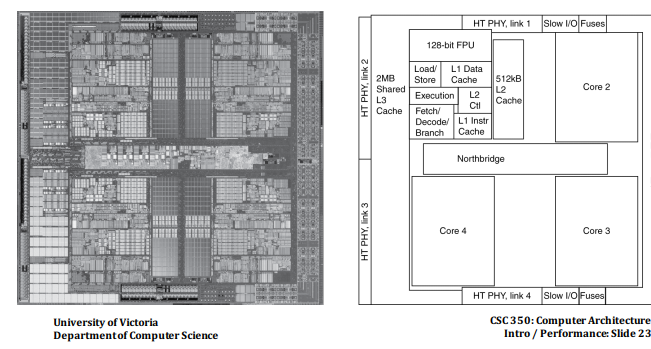 HT PHY, link 1
Slow I/O
Fuses
HT PHY, link 2
2MB
Shared
L3
Cache
128-bit FPU
Load/
Store
L1 Data
Cache
Execution
L2
Ctl
Fetch/
Decode/
Branch
L1 Instr
Cache
512kB
L2
Cache
Core 2
Northbridge
HT PHY, link 3
Core 4
Core 3
HT PHY, link 4
Slow I/O
Fuses
University of Victoria
Department of Computer Science
CSC 350: Computer Architecture
Intro / Performance: Slide 23